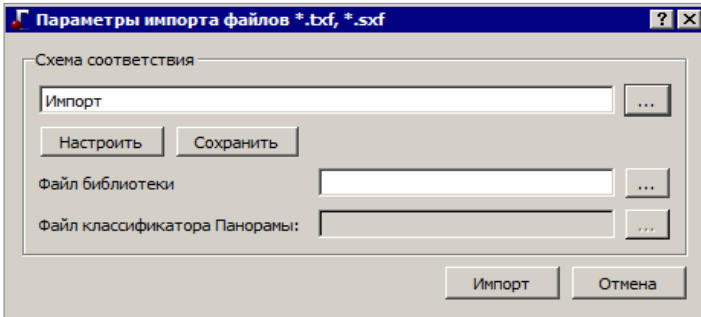 Параметры импорта файлов *.txf, *.sxf
Схема соответствия
Импорт
...
Настроить Сохранить
Файл библиотеки ...
Файл классификатора Панорамы: ...
Импорт Отмена